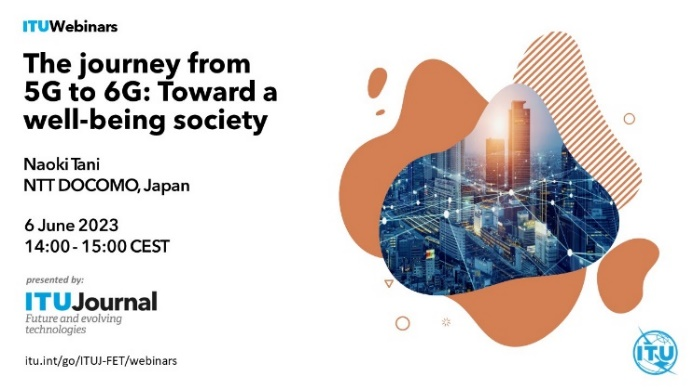 ITUWebinars
The journey from
5G to 6G: Toward a
well-being society
Naoki Tani
NTT DOCOMO, Japan
6 June 2023
14:00 - 15:00 CEST
presented by:
ITUJournal
Future and evolving
technologies
itu.int/go/ITUJ-FET/webinars
ITU